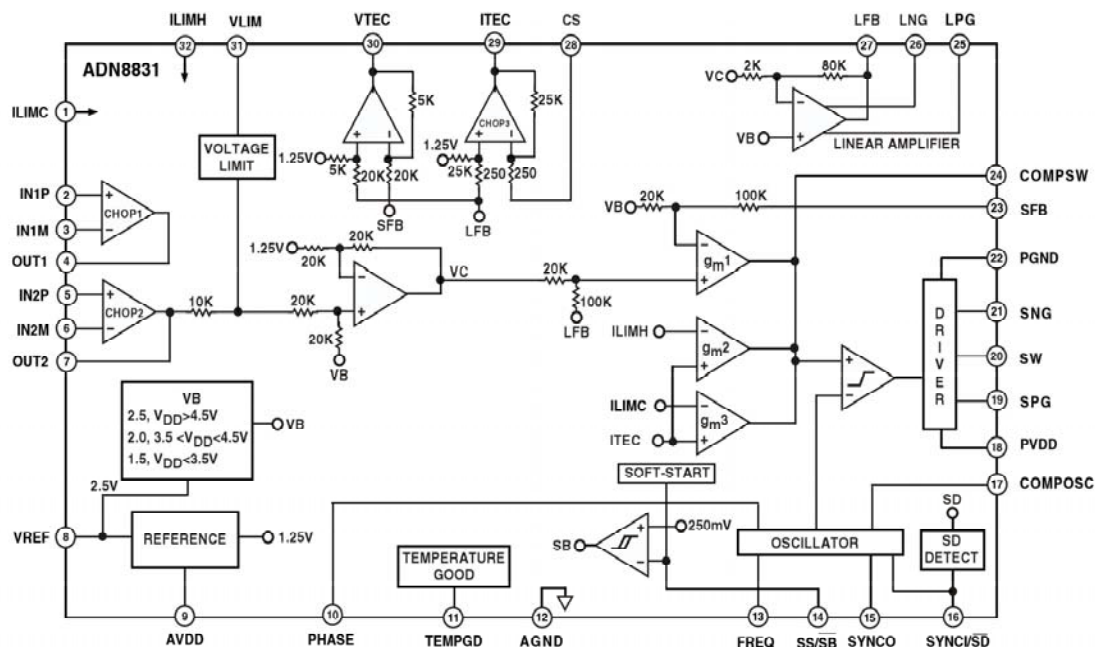 ILIMH VLIM VTEC ITEC CS LFB LNG LPG
32 31 30 29 28 27 26 25
ADN8831
ILIMC 1
2K 80K
VC
VB
LINEAR AMPLIFIER
5K
25K
CHOP3
1.25V
5K
20K
20K
1.25V
25K
250
250
SFB
LFB
VOLTAGE
LIMIT
24 COMPSW
IN1P 2
CHOP1
IN1M 3
OUT1 4
VB 20K 100K
23 SFB
1.25V
20K
20K
VC
20K
100K
LFB
gm1
22 PGND
IN2P 5
CHOP2
IN2M 6
OUT2 7
10K
20K
20K
VB
ILIMH
gm2
ILIMC
gm3
ITEC
DRIVER
21 SNG
20 SW
19 SPG
18 PVDD
VB
2.5, VDD>4.5V
2.0, 3.5 <VDD<4.5V
1.5, VDD<3.5V
VB
2.5V
SOFT-START
17 COMPOSC
VREF 8
REFERENCE
1.25V
TEMPERATURE
GOOD
SB
250mV
OSCILLATOR
SD
SD
DETECT
9 10 11 12 13 14 15 16
AVDD PHASE TEMPGD AGND FREQ SS/SB SYNCO SYNCI/SD